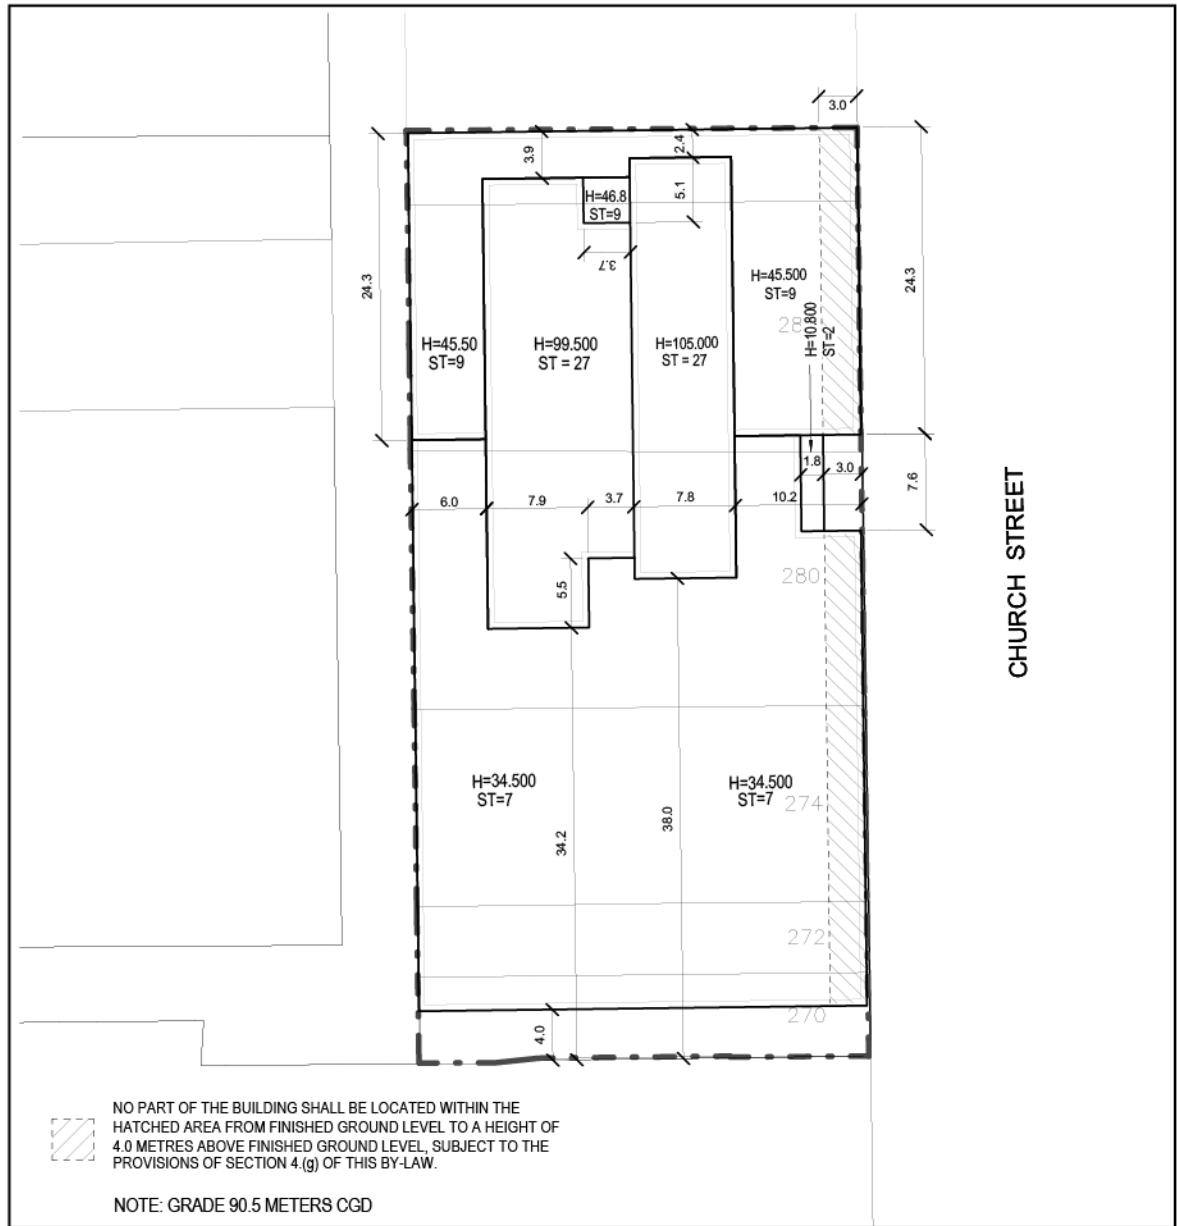 3.0
3.9
2.4
5.1
H=46.8
ST=9
3.7
24.3
24.3
H=45.500
ST=9
28
H=10.800
ST=2
H=45.50
ST=9
H=99.500
ST = 27
H=105.000
ST = 27
1.8
3.0
7.6
6.0
7.9
3.7
7.8
10.2
CHURCH STREET
5.5
280
H=34.500
ST=7
H=34.500
ST=7
274
34.2
38.0
272
270
4.0
NO PART OF THE BUILDING SHALL BE LOCATED WITHIN THE
HATCHED AREA FROM FINISHED GROUND LEVEL TO A HEIGHT OF
4.0 METRES ABOVE FINISHED GROUND LEVEL, SUBJECT TO THE
PROVISIONS OF SECTION 4.(g) OF THIS BY-LAW.
NOTE: GRADE 90.5 METERS CGD